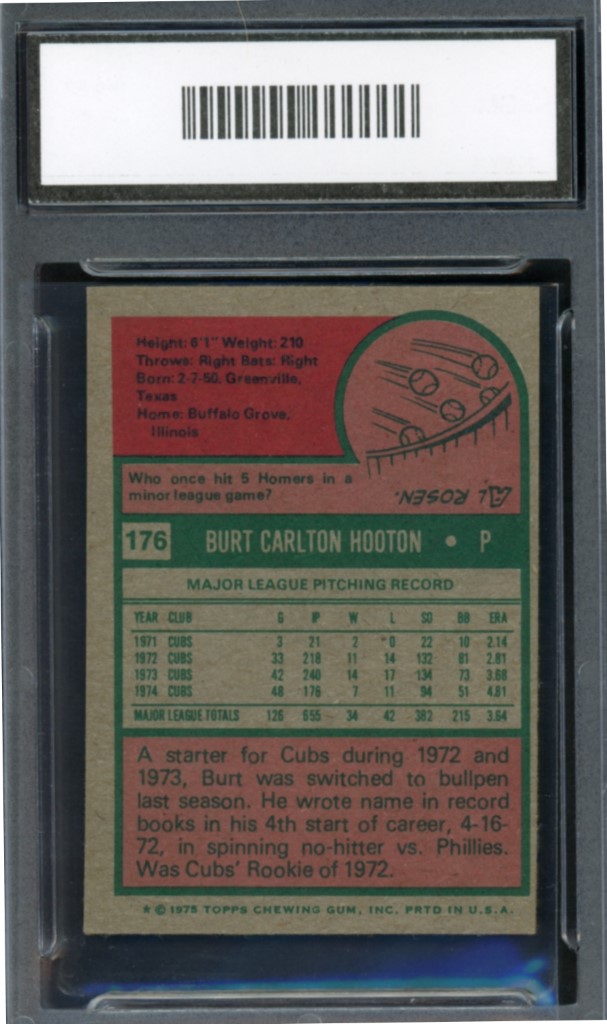 Height: 6'1" Weight: 210
Throws: Right Bats: Right
Born: 2-7-50, Greenville,
Texas
Home: Buffalo Grove,
Illinois
Who once hit 5 Homers in a
minor league game?
AL ROSEN.
176 BURT CARLTON HOOTON • P
MAJOR LEAGUE PITCHING RECORD
YEAR CLUB G IP W L SO BB ERA
1971 CUBS 3 21 2 0 22 10 2.14
1972 CUBS 33 218 11 14 132 81 2.81
1973 CUBS 42 240 14 17 134 73 3.68
1974 CUBS 48 176 7 11 94 51 4.81
MAJOR LEAGUE TOTALS 126 655 34 42 382 215 3.64
A starter for Cubs during 1972 and
1973, Burt was switched to bullpen
last season. He wrote name in record
books in his 4th start of career, 4-16-
72, in spinning no-hitter vs. Phillies.
Was Cubs' Rookie of 1972.
★ © 1975 TOPPS CHEWING GUM, INC. PRTD IN U.S.A.